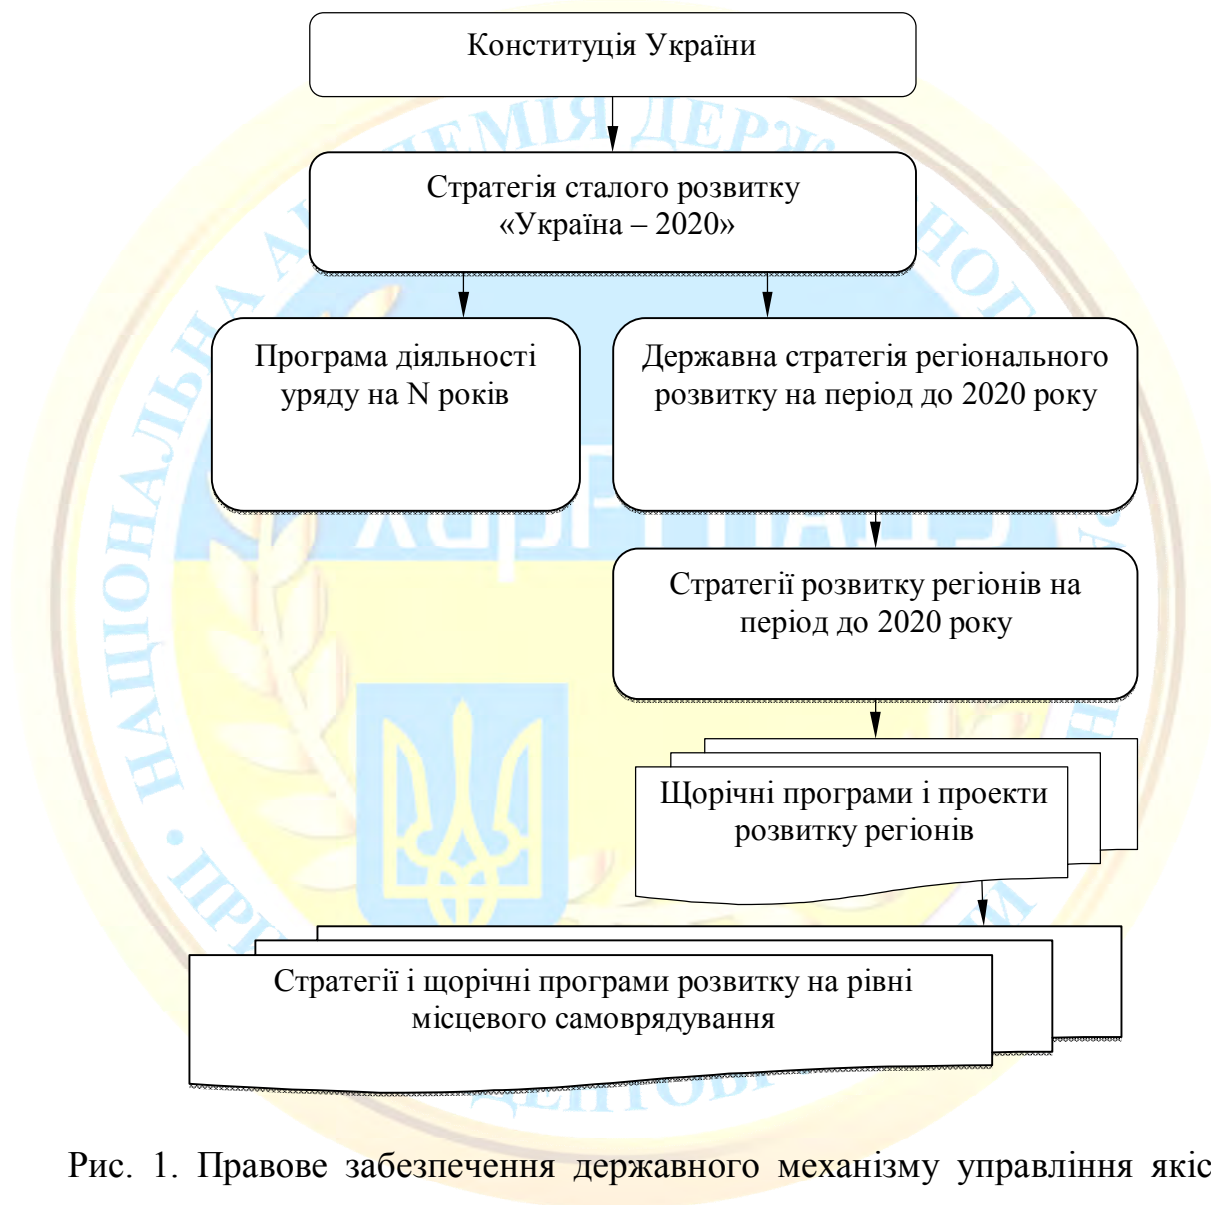 Конституція України
Стратегія сталого розвитку
«Україна – 2020»
Програма діяльності
уряду на N років
Державна стратегія регіонального
розвитку на період до 2020 року
Стратегії розвитку регіонів на
період до 2020 року
Щорічні програми і проекти
розвитку регіонів
Стратегії і щорічні програми розвитку на рівні
місцевого самоврядування
Рис. 1. Правове забезпечення державного механізму управління якіс